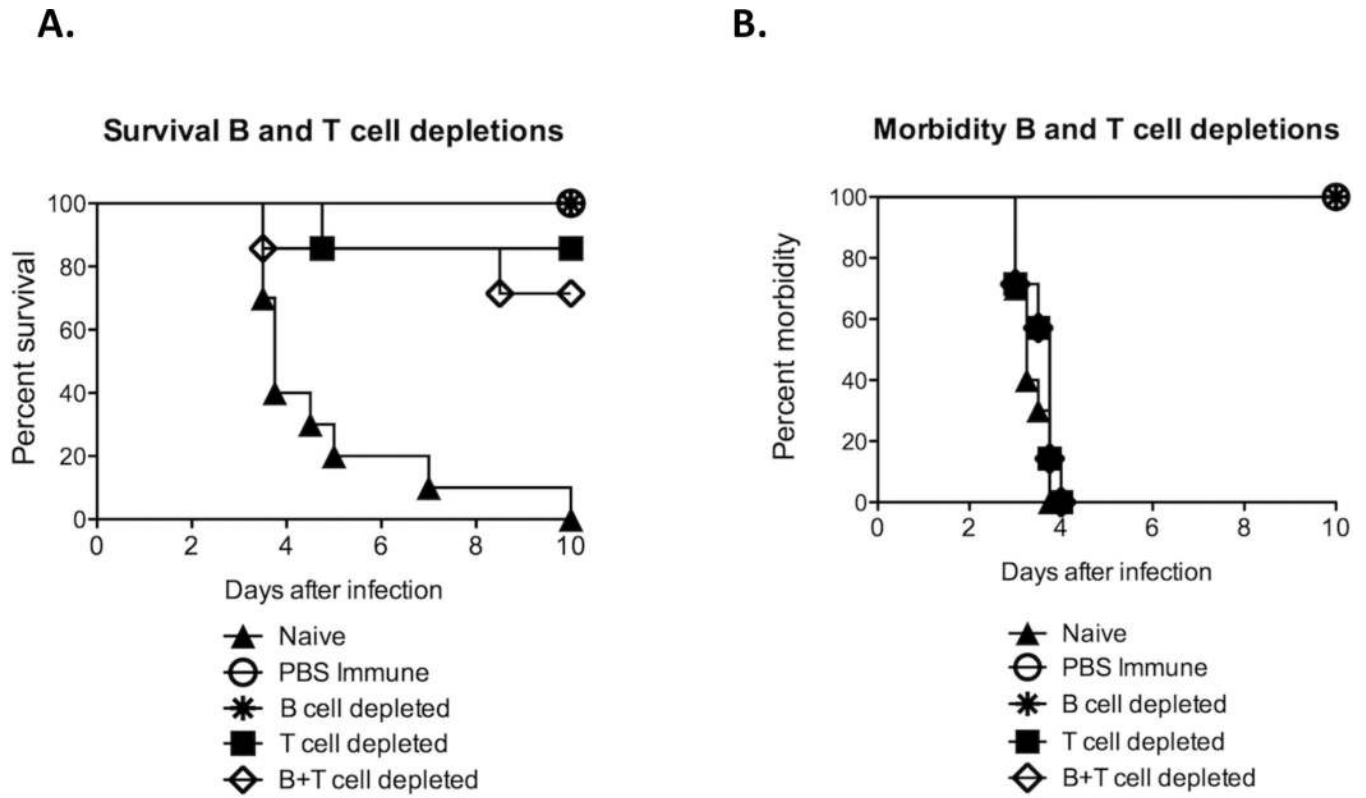 A.
Survival B and T cell depletions
Percent survival
100
80
60
40
20
0
0 2 4 6 8 10
Days after infection
Naive
PBS Immune
B cell depleted
T cell depleted
B+T cell depleted
B.
Morbidity B and T cell depletions
Percent morbidity
100
80
60
40
20
0
0 2 4 6 8 10
Days after infection
Naive
PBS Immune
B cell depleted
T cell depleted
B+T cell depleted